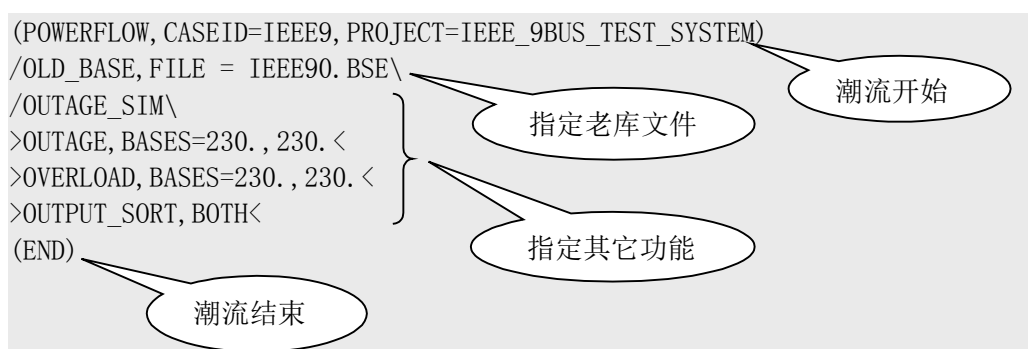 (POWERFLOW,CASEID=IEEE9,PROJECT=IEEE_9BUS_TEST_SYSTEM)
潮流开始
/OLD_BASE,FILE = IEEE90.BSE\
指定老库文件
/OUTAGE_SIM\
>OUTAGE,BASES=230.,230.<
>OVERLOAD,BASES=230.,230.<
>OUTPUT_SORT,BOTH<
指定其它功能
(END)
潮流结束